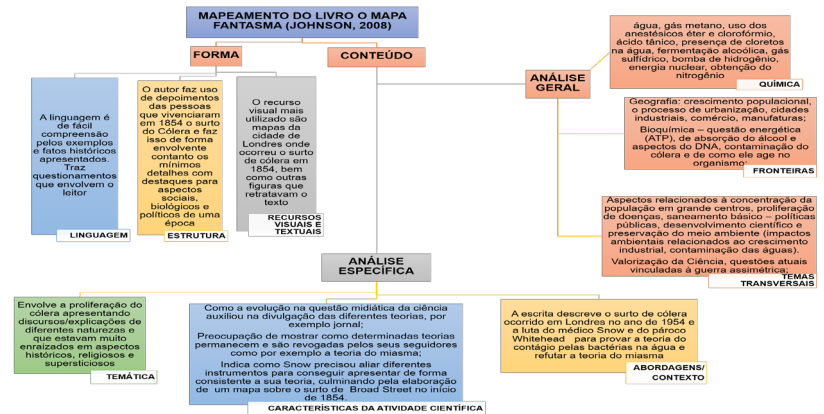 MAPEAMENTO DO LIVRO O MAPA
FANTASMA (JOHNSON, 2008)
FORMA
CONTEÚDO
A linguagem é
de fácil
compreensão
pelos exemplos
e fatos históricos
apresentados.
Traz
questionamentos
que envolvem o
leitor
LINGUAGEM
O autor faz uso
de depoimentos
das pessoas
que vivenciaram
em 1854 o surto
do Cólera e faz
isso de forma
envolvente
contanto os
mínimos
detalhes com
destaques para
aspectos
sociais,
biológicos e
políticos de uma
época
ESTRUTURA
O recurso
visual mais
utilizado são
mapas da
cidade de
Londres onde
ocorreu o surto
de cólera em
1854, bem
como outras
figuras que
retratavam o
texto
RECURSOS
VISUAIS E
TEXTUAIS
ANÁLISE
GERAL
água, gás metano, uso dos
anestésicos éter e clorofórmio,
ácido tânico, presença de cloretos
na água, fermentação alcoólica, gás
sulfídrico, bomba de hidrogênio,
energia nuclear, obtenção do
nitrogênio
QUÍMICA
Geografia: crescimento populacional,
o processo de urbanização, cidades
industriais, comércio, manufaturas;
Bioquímica – questão energética
(ATP), de absorção do álcool e
aspectos do DNA, contaminação do
cólera e de como ele age no
organismo;
FRONTEIRAS
Aspectos relacionados à concentração da
população em grande centros, proliferação
de doenças, saneamento básico – políticas
públicas, desenvolvimento científico e
preservação do meio ambiente (impactos
ambientais relacionados ao crescimento
industrial, contaminação das águas).
Valorização da Ciência, questões atuais
vinculadas à guerra assimétrica;
TEMAS
TRANSVERSAIS
ANÁLISE
ESPECÍFICA
Envolve a proliferação do
cólera apresentando
discursos/explicações de
diferentes naturezas e
que estavam muito
enraizados em aspectos
históricos, religiosos e
supersticiosos
TEMÁTICA
Como a evolução na questão midiática da ciência
auxiliou na divulgação das diferentes teorias, por
exemplo jornal;
Preocupação de mostrar como determinadas teorias
permanecem e são revogadas pelos seus seguidores
como por exemplo a teoria do miasma;
Indica como Snow precisou aliar diferentes
instrumentos para conseguir apresentar de forma
consistente a sua teoria, culminando pela elaboração
de um mapa sobre o surto de Broad Street no início
de 1854.
CARACTERÍSTICAS DA ATIVIDADE CIENTÍFICA
A escrita descreve o surto de cólera
ocorrido em Londres no ano de 1954 e
a luta do médico Snow e do pároco
Whitehead para provar a teoria do
contágio pelas bactérias na água e
refutar a teoria do miasma
ABORDAGENS/
CONTEXTO